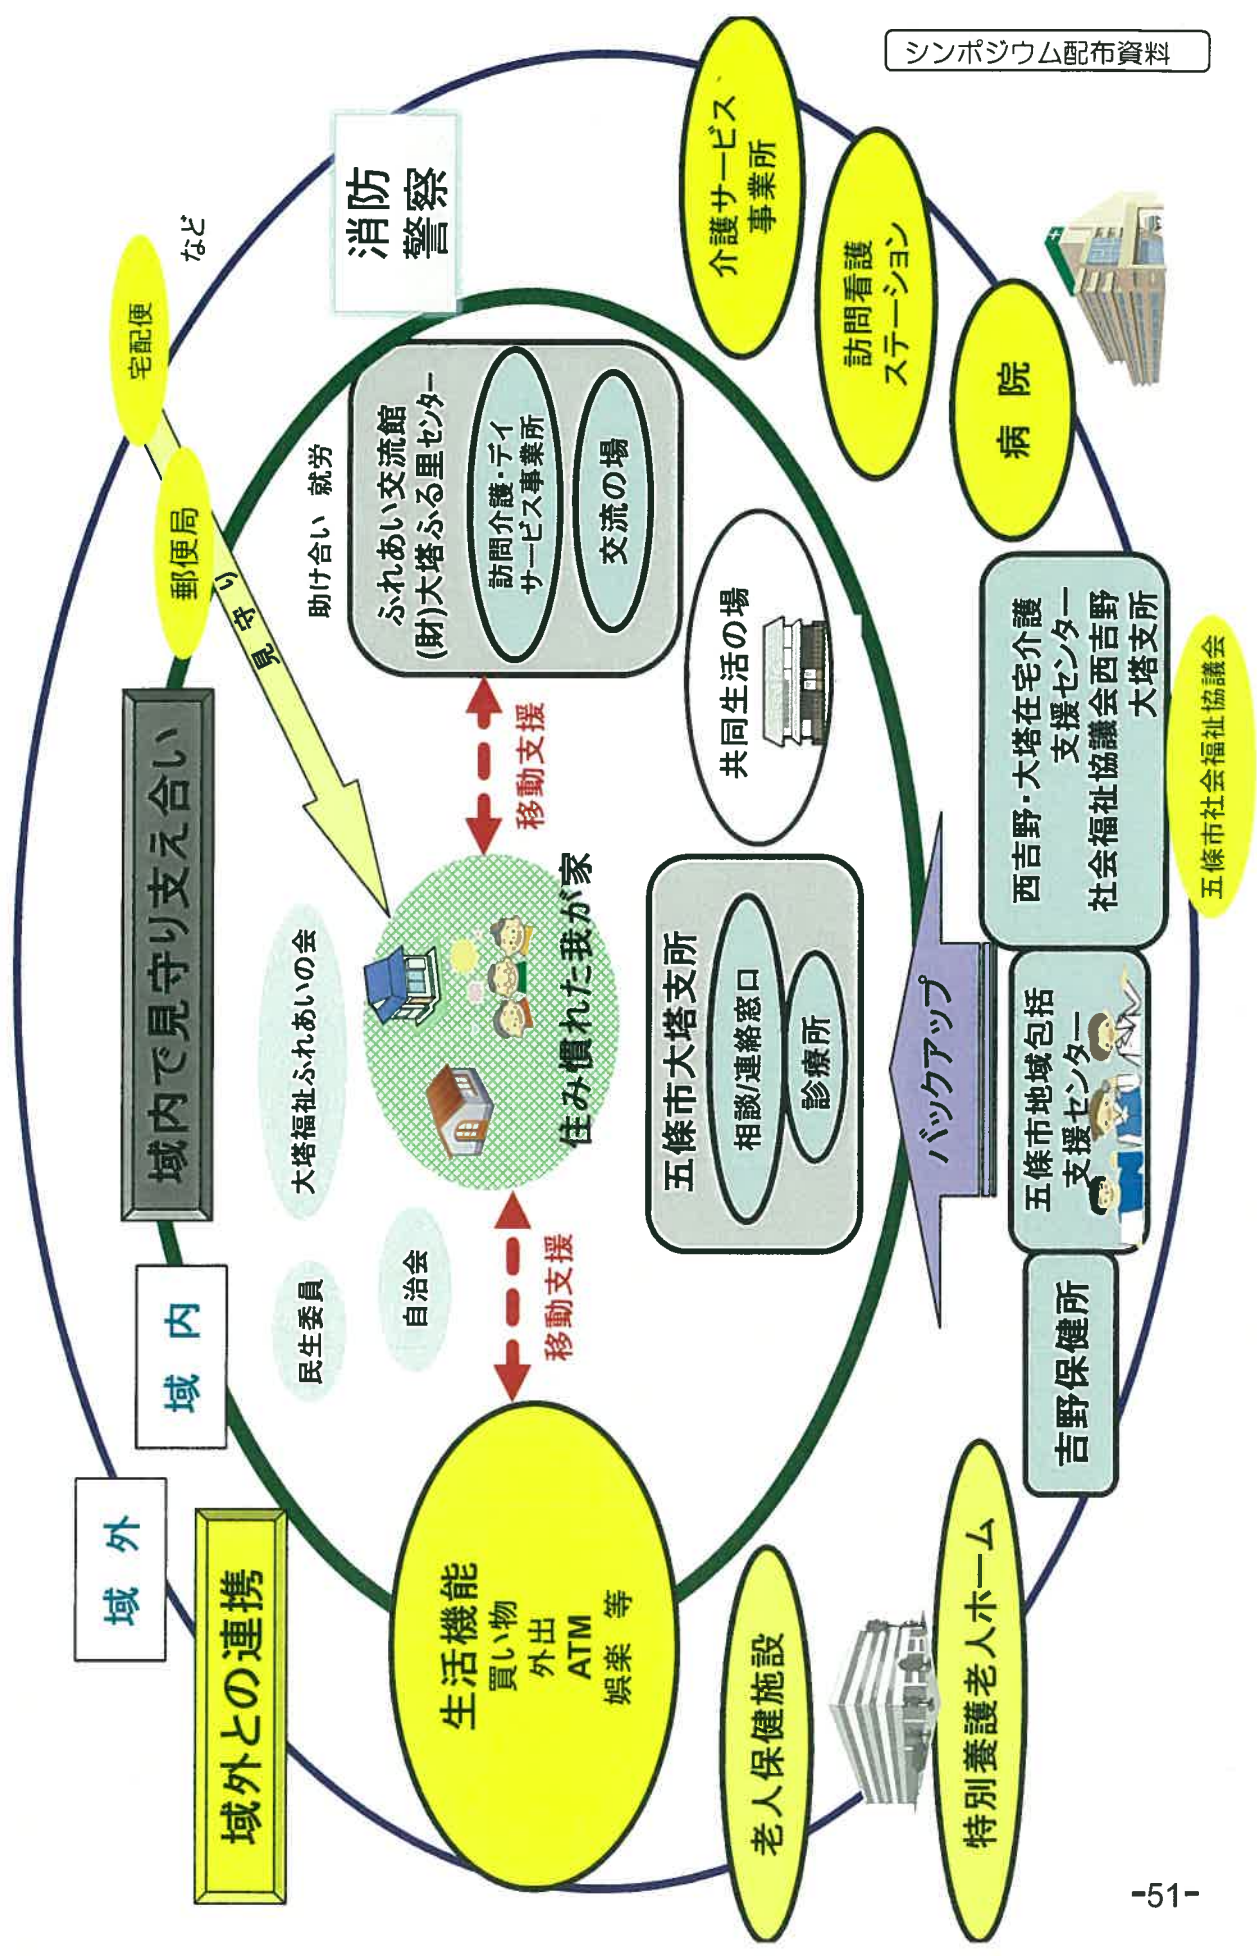 シンポジウム配布資料
域外
域内
域外との連携
域内で見守り支え合い
宅配便
など
郵便局
見守り
消防
警察
助け合い 就労
民生委員
自治会
大塔福祉ふれあいの会
生活機能
買い物
外出
ATM
娯楽 等
移動支援
住み慣れた我が家
移動支援
ふれあい交流館
(財)大塔ふる里センター
訪問介護・デイ
サービス事業所
交流の場
五條市大塔支所
相談/連絡窓口
診療所
共同生活の場
介護サービス
事業所
訪問看護
ステーション
病院
バックアップ
老人保健施設
特別養護老人ホーム
吉野保健所
五條市地域包括
支援センター
西吉野・大塔在宅介護
支援センター
社会福祉協議会西吉野
大塔支所
五條市社会福祉協議会
-51-